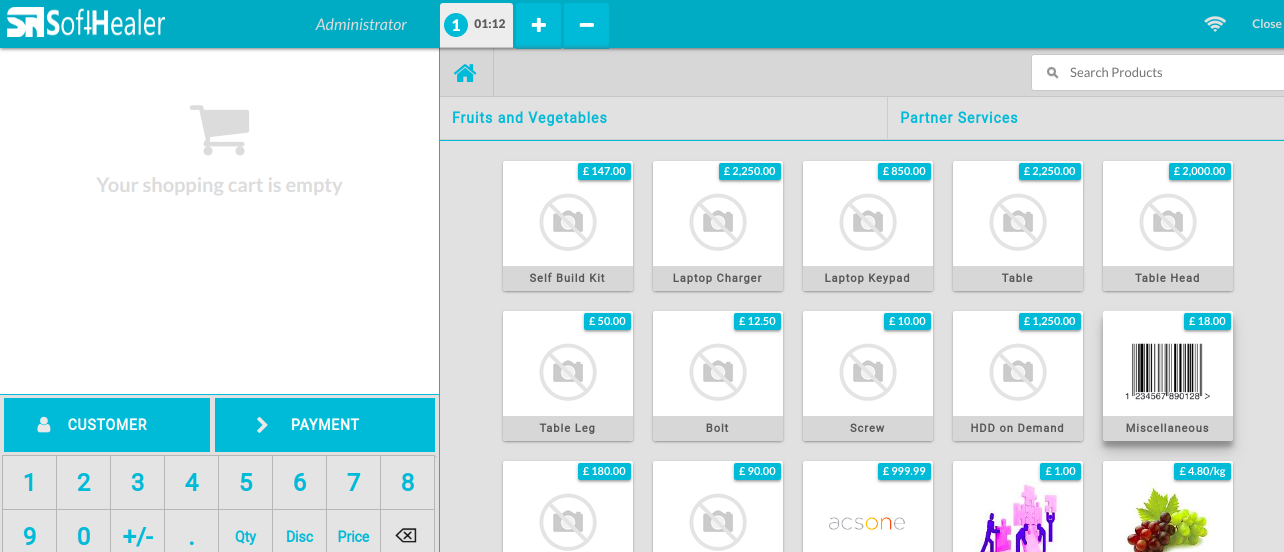 SoftHealer
Administrator
1 01:12 + −
Close
Search Products
Fruits and Vegetables
Partner Services
Your shopping cart is empty
£ 147.00
£ 2,250.00
£ 850.00
£ 2,250.00
£ 2,000.00
Self Build Kit
Laptop Charger
Laptop Keypad
Table
Table Head
£ 50.00
£ 12.50
£ 10.00
£ 1,250.00
£ 18.00
1 234567 890128 >
Table Leg
Bolt
Screw
HDD on Demand
Miscellaneous
£ 180.00
£ 90.00
£ 999.99
£ 1.00
£ 4.80/kg
acsone
CUSTOMER
PAYMENT
1 2 3 4 5 6 7 8
9 0 +/- . Qty Disc Price